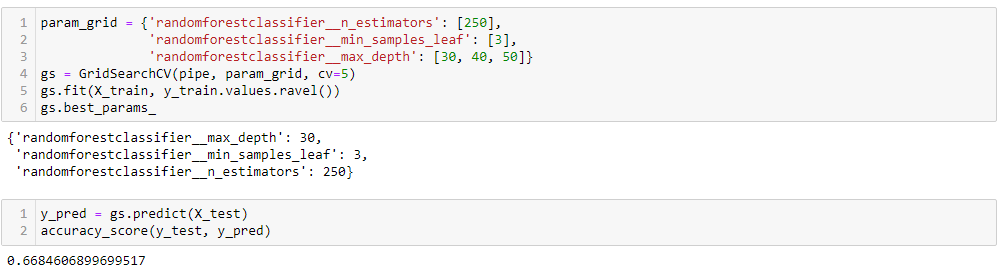 1 param_grid = {'randomforestclassifier__n_estimators': [250],
2 'randomforestclassifier__min_samples_leaf': [3],
3 'randomforestclassifier__max_depth': [30, 40, 50]}
4 gs = GridSearchCV(pipe, param_grid, cv=5)
5 gs.fit(X_train, y_train.values.ravel())
6 gs.best_params_
{'randomforestclassifier__max_depth': 30,
'randomforestclassifier__min_samples_leaf': 3,
'randomforestclassifier__n_estimators': 250}
1 y_pred = gs.predict(X_test)
2 accuracy_score(y_test, y_pred)
0.6684606899699517